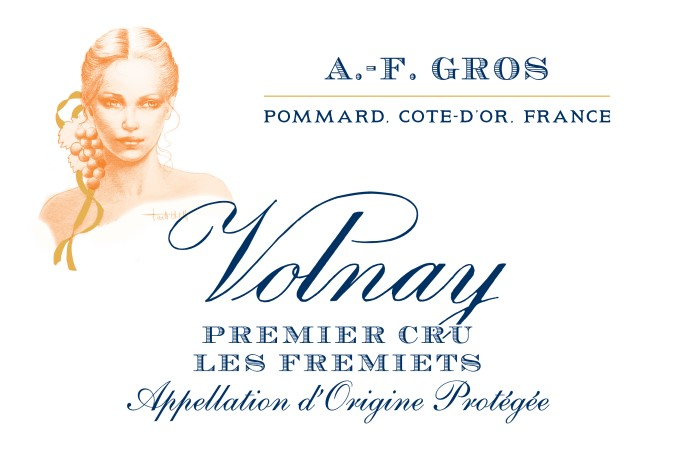 A.-F. GROS
POMMARD, COTE-D'OR, FRANCE
Volnay
PREMIER CRU
LES FREMIETS
Appellation d'Origine Protégée